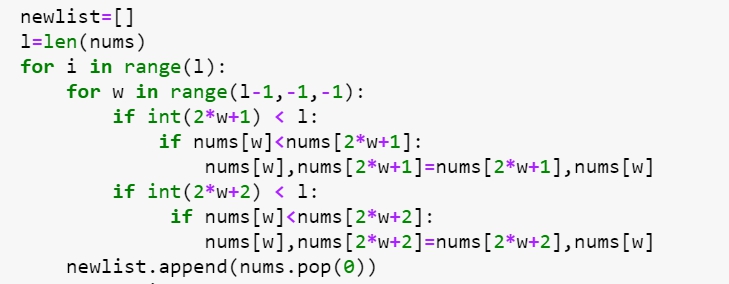 newlist=[]
l=len(nums)
for i in range(l):
    for w in range(l-1,-1,-1):
        if int(2*w+1) < l:
            if nums[w]<nums[2*w+1]:
                nums[w],nums[2*w+1]=nums[2*w+1],nums[w]
        if int(2*w+2) < l:
             if nums[w]<nums[2*w+2]:
                nums[w],nums[2*w+2]=nums[2*w+2],nums[w]
    newlist.append(nums.pop(0))